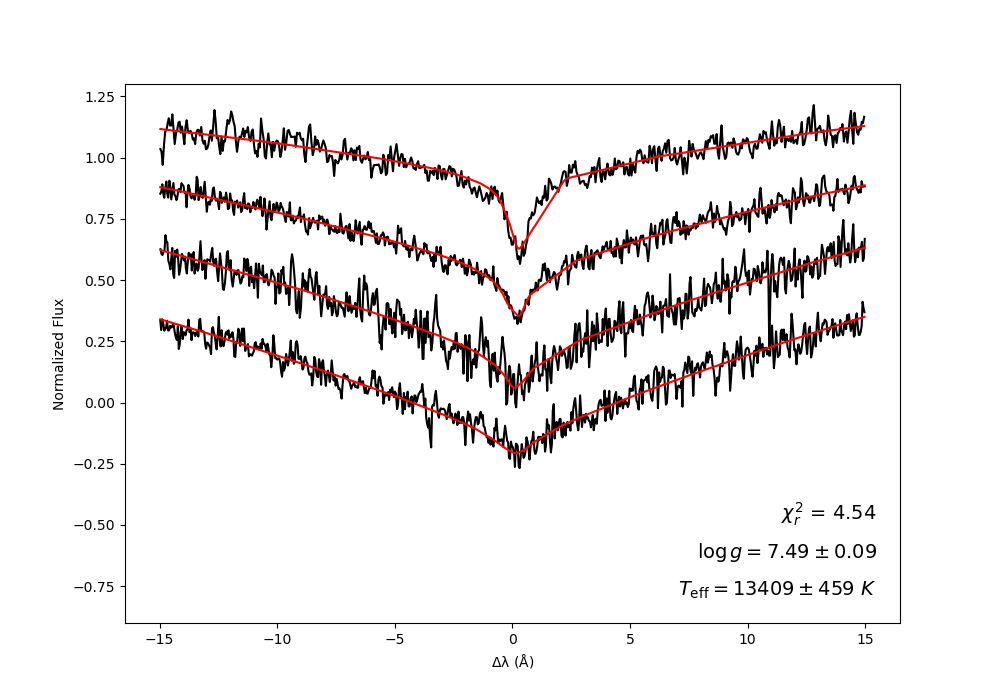 1.25
1.00
0.75
0.50
0.25
0.00
−0.25
−0.50
−0.75
Normalized Flux
χ²ᵣ = 4.54
log g = 7.49 ± 0.09
T_eff = 13409 ± 459 K
−15 −10 −5 0 5 10 15
Δλ (Å)